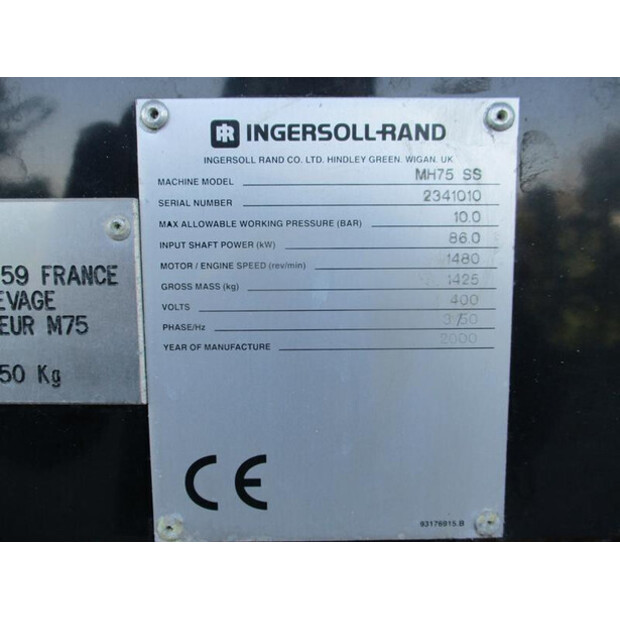 IR INGERSOLL-RAND
INGERSOLL RAND CO. LTD. HINDLEY GREEN. WIGAN. UK
MACHINE MODEL MH75 SS
SERIAL NUMBER 2341010
MAX ALLOWABLE WORKING PRESSURE (BAR) 10.0
INPUT SHAFT POWER (kW) 86.0
MOTOR / ENGINE SPEED (rev/min) 1480
GROSS MASS (kg) 1425
VOLTS 400
PHASE/Hz 3/50
YEAR OF MANUFACTURE 2000
CE
93176915.B
59 FRANCE
EVAGE
EUR M75
50 Kg